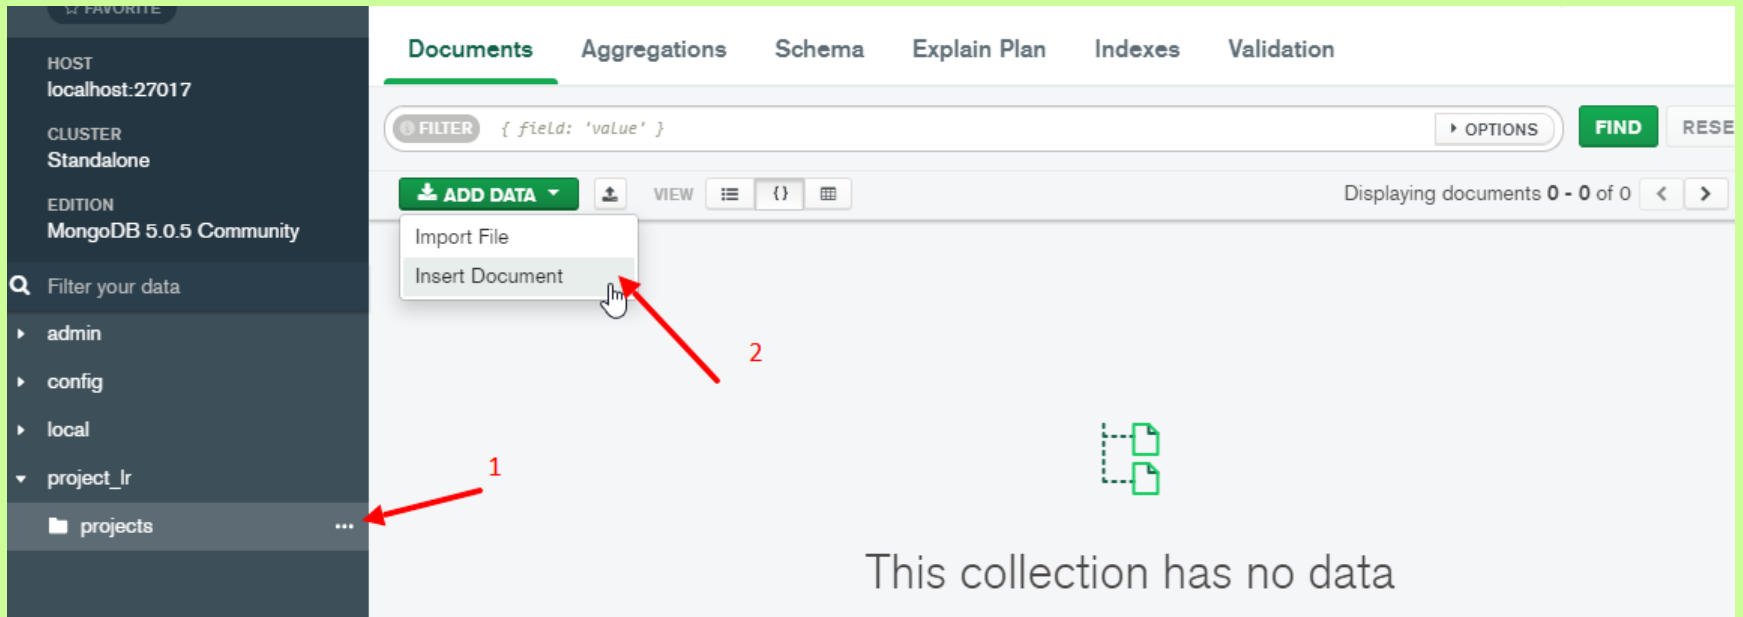 FAVORITE
HOST
localhost:27017
CLUSTER
Standalone
EDITION
MongoDB 5.0.5 Community
Filter your data
admin
config
local
project_lr
projects
1
Documents Aggregations Schema Explain Plan Indexes Validation
FILTER { field: 'value' } OPTIONS FIND RESE
ADD DATA VIEW {} Displaying documents 0 - 0 of 0
Import File
Insert Document
2
This collection has no data